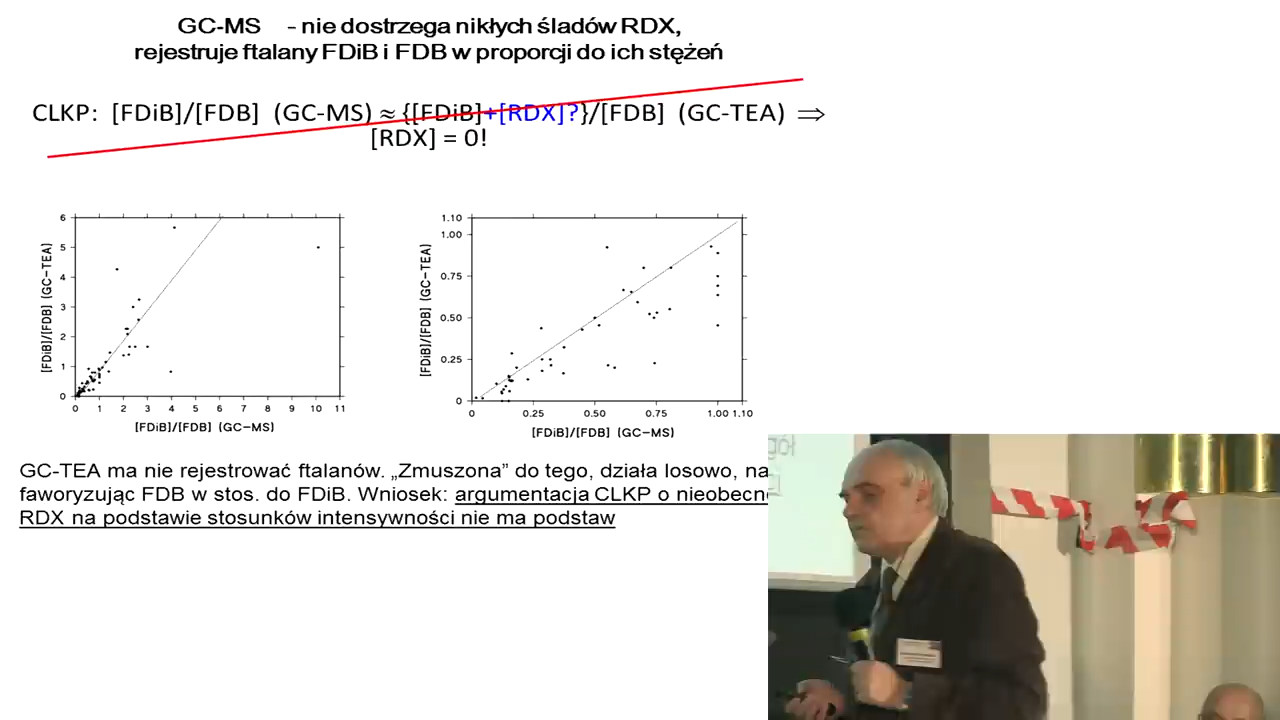 GC-MS - nie dostrzega nikłych śladów RDX,
rejestruje ftalany FDiB i FDB w proporcji do ich stężeń
CLKP: [FDiB]/[FDB] (GC-MS) ≈ {[FDiB]+[RDX]?}/[FDB] (GC-TEA) ⇒
[RDX] = 0!
6
5
4
3
2
1
0
[FDiB]/[FDB] (GC-TEA)
0 1 2 3 4 5 6 7 8 9 10 11
[FDiB]/[FDB] (GC-MS)
1.10
1.00
0.75
0.50
0.25
0
[FDiB]/[FDB] (GC-TEA)
0 0.25 0.50 0.75 1.00 1.10
[FDiB]/[FDB] (GC-MS)
GC-TEA ma nie rejestrować ftalanów. „Zmuszona” do tego, działa losowo, na
faworyzując FDB w stos. do FDiB. Wniosek: argumentacja CLKP o nieobecno
RDX na podstawie stosunków intensywności nie ma podstaw
gół